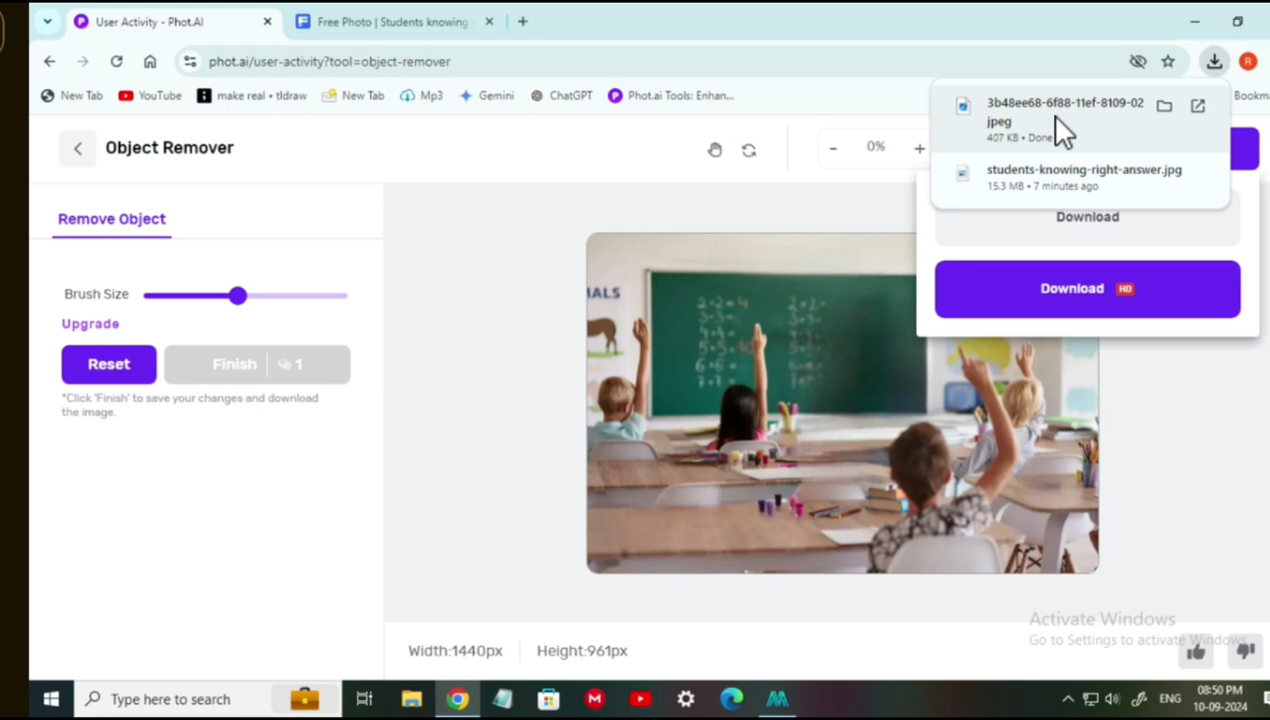 User Activity - Phot.AI
Free Photo | Students knowing
phot.ai/user-activity?tool=object-remover
R
New Tab
YouTube
make real • tldraw
New Tab
Mp3
Gemini
ChatGPT
Phot.ai Tools: Enhan...
Bookma
3b48ee68-6f88-11ef-8109-02
jpeg
407 KB • Done
students-knowing-right-answer.jpg
15.3 MB • 7 minutes ago
Object Remover
- 0% +
Download
Download HD
Remove Object
Brush Size
Upgrade
Reset
Finish 1
*Click 'Finish' to save your changes and download
the image.
MALS
Width:1440px
Height:961px
Activate Windows
Go to Settings to activate Windows.
Type here to search
ENG
08:50 PM
10-09-2024